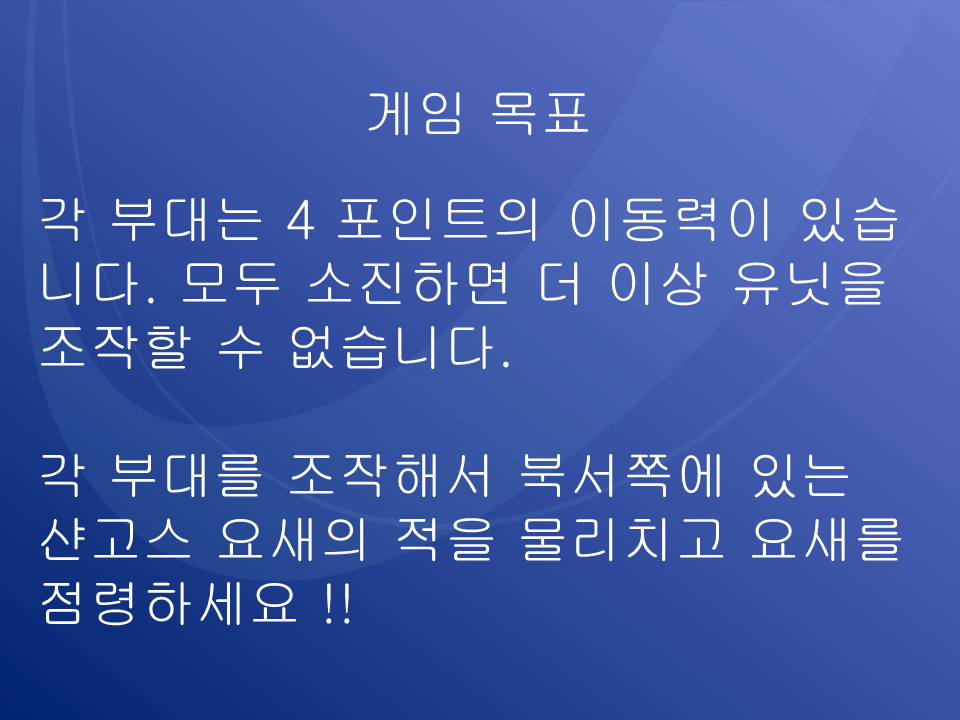 게임 목표
각 부대는 4 포인트의 이동력이 있습
니다. 모두 소진하면 더 이상 유닛을
조작할 수 없습니다.
각 부대를 조작해서 북서쪽에 있는
샨고스 요새의 적을 물리치고 요새를
점령하세요 !!